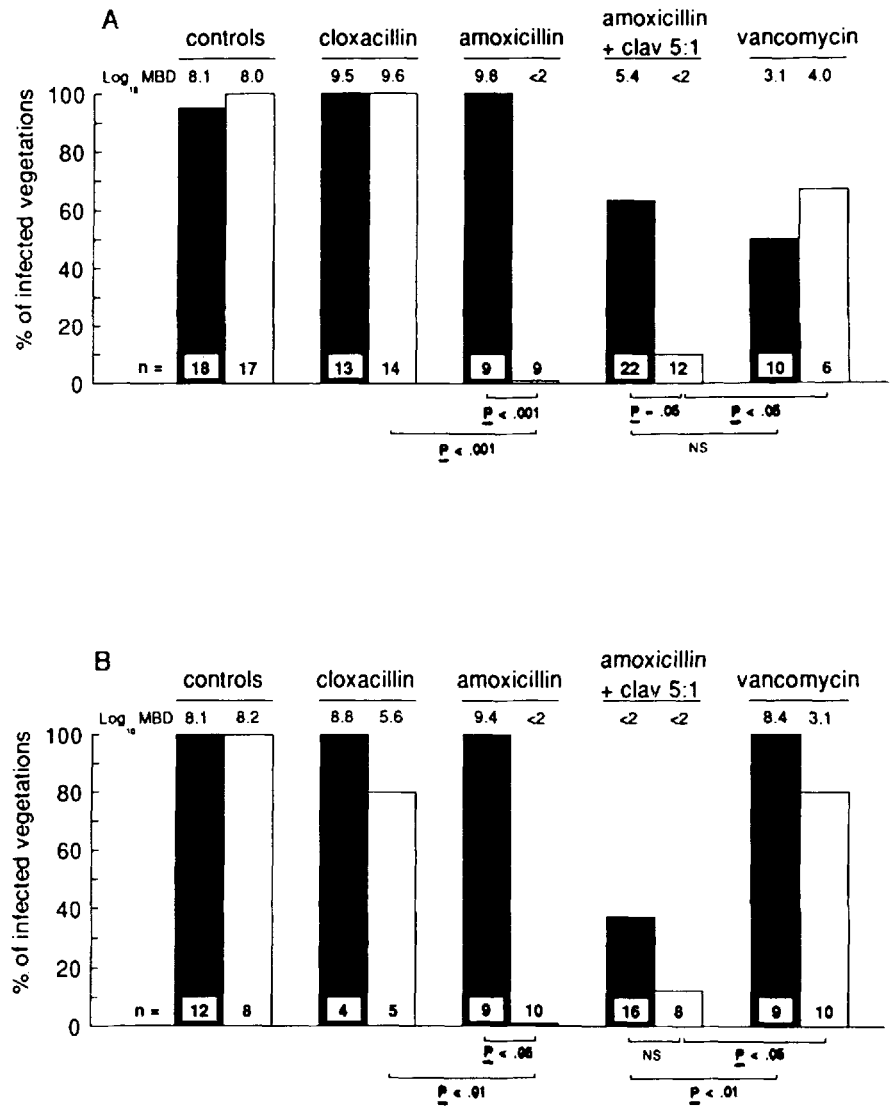 A
controls cloxacillin amoxicillin amoxicillin + clav 5:1 vancomycin
Log10 MBD 8.1 8.0 9.5 9.6 9.8 <2 5.4 <2 3.1 4.0
% of infected vegetations
100
80
60
40
20
0
n = 18 17 13 14 9 9 22 12 10 6
P < .001 P = .05 P < .05
P < .001 NS
B
controls cloxacillin amoxicillin amoxicillin + clav 5:1 vancomycin
Log10 MBD 8.1 8.2 8.8 5.6 9.4 <2 <2 <2 8.4 3.1
% of infected vegetations
100
80
60
40
20
0
n = 12 8 4 5 9 10 16 8 9 10
P < .05 NS P < .05
P < .01 P < .01